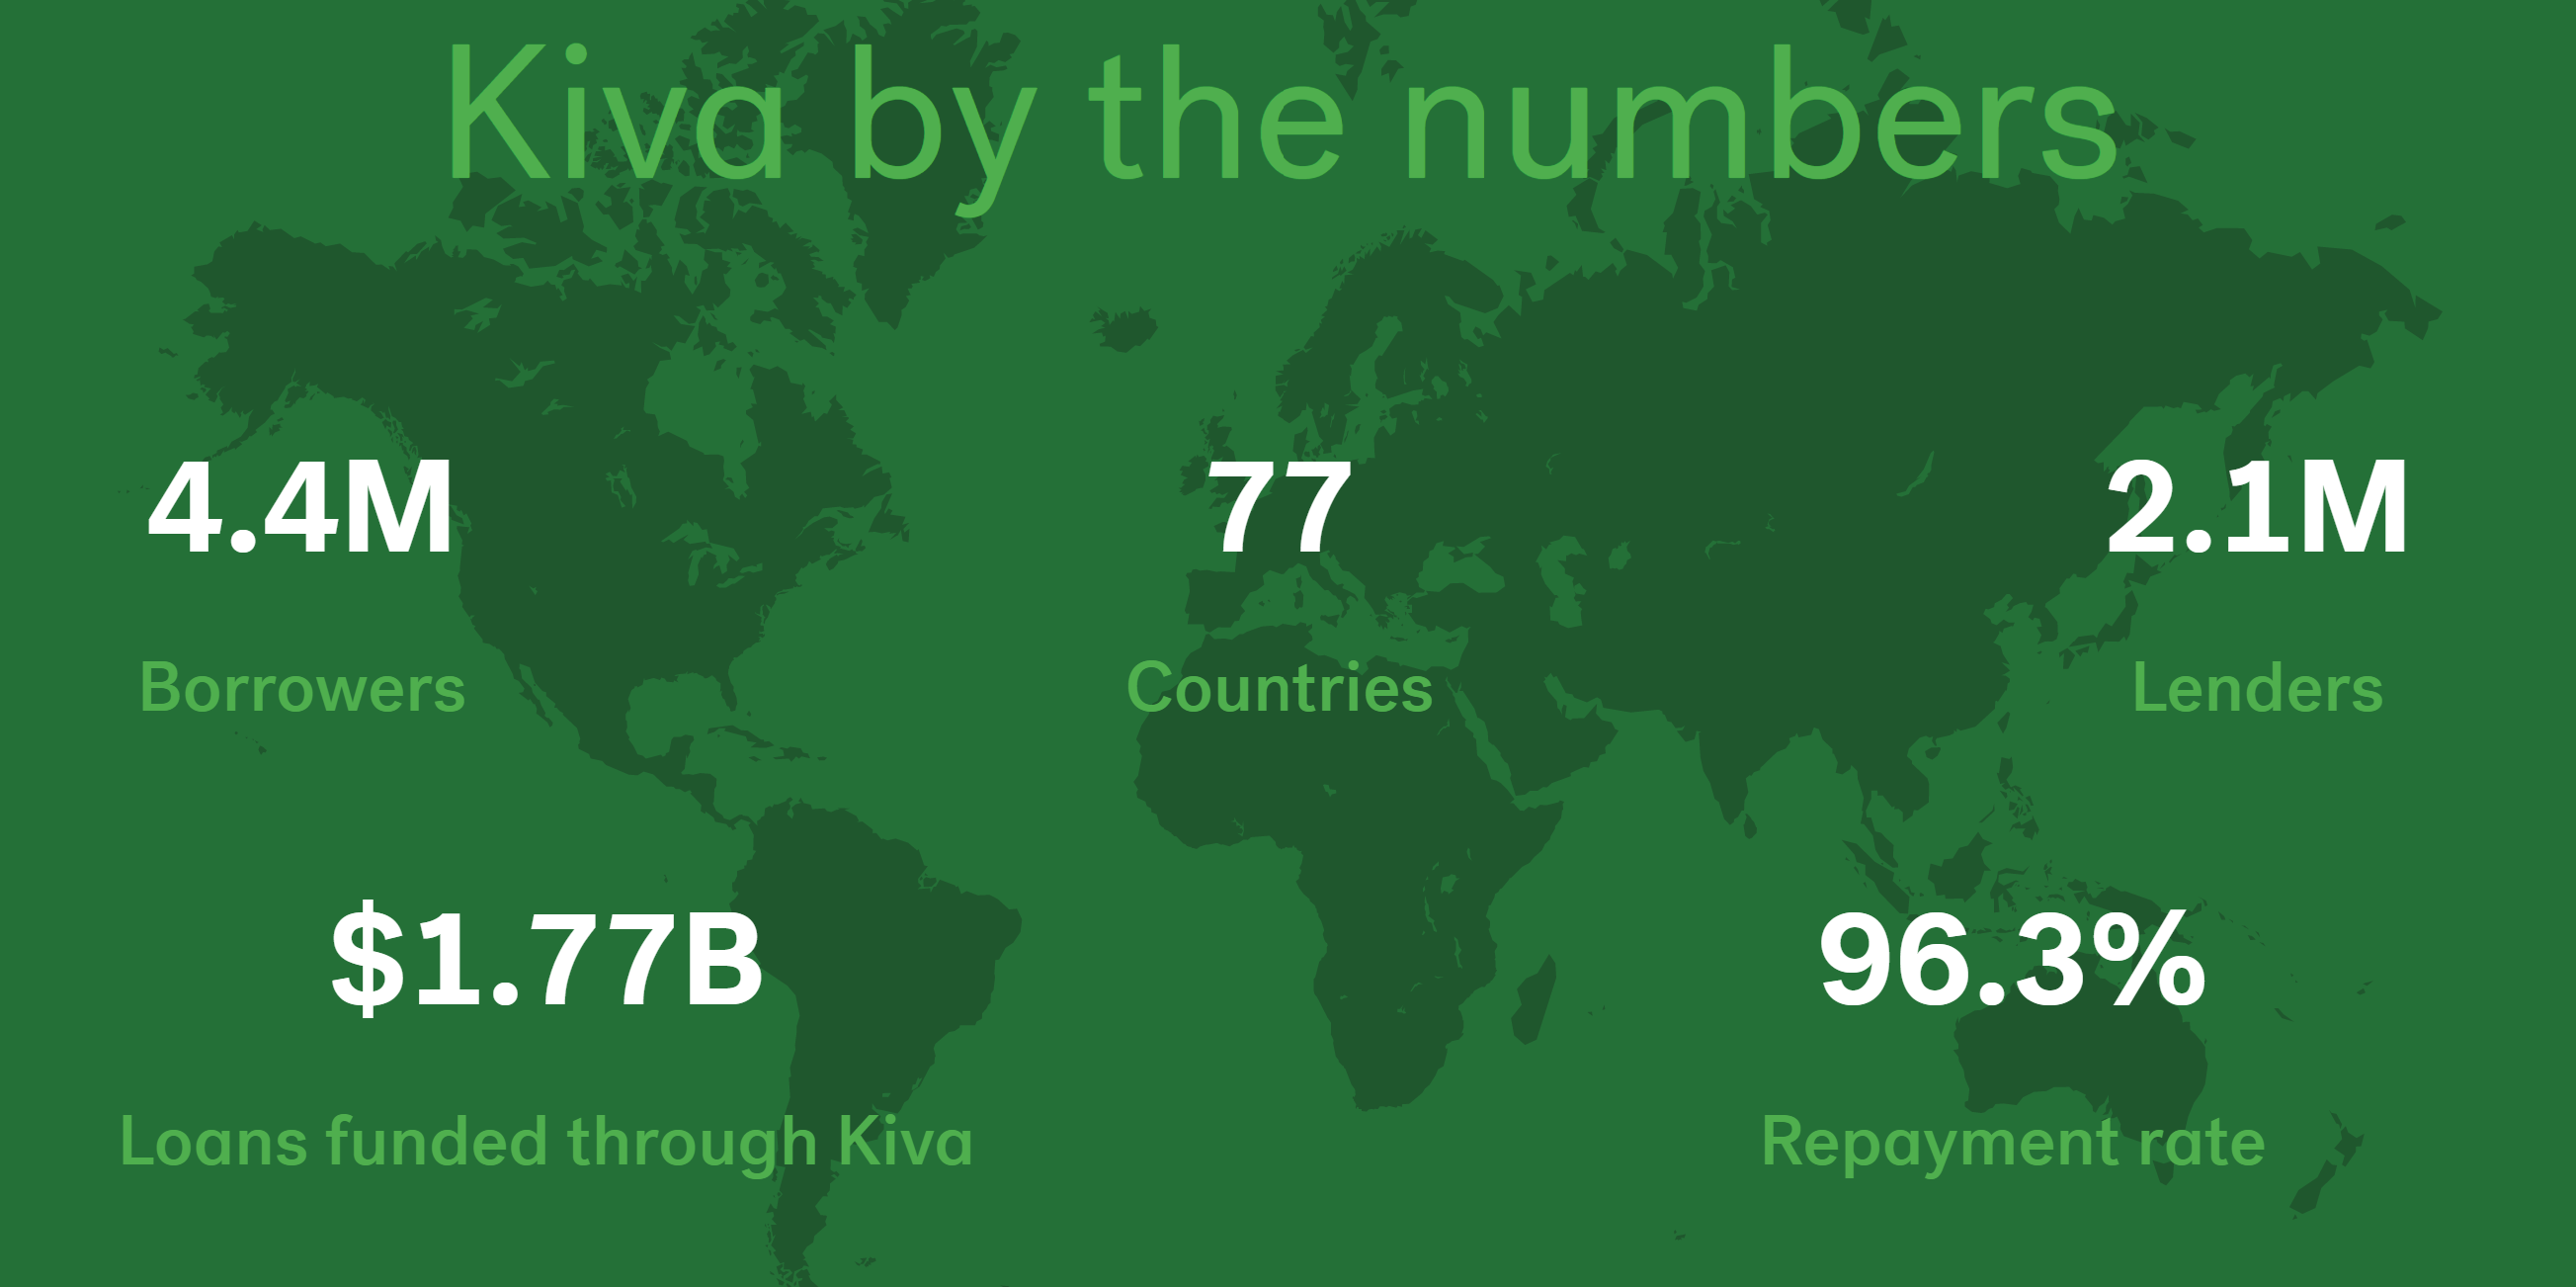 Kiva by the numbers
4.4M
77
2.1M
Borrowers
Countries
Lenders
$1.77B
96.3%
Loans funded through Kiva
Repayment rate